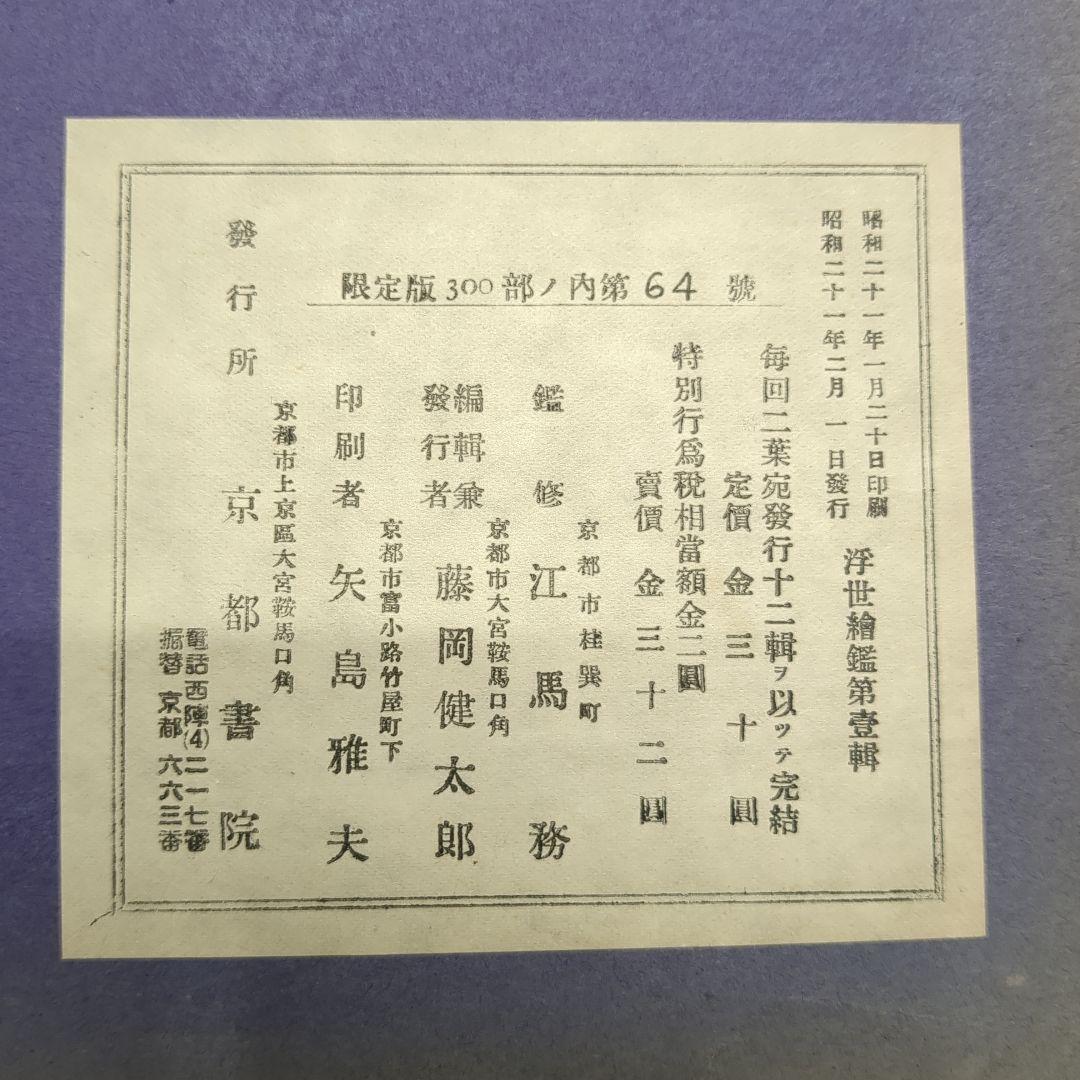 昭和二十一年一月二十日印刷
昭和二十一年二月一日發行
浮世繪鑑第壹輯
限定版300部ノ內第64號
毎回二葉宛發行十二輯ヲ以ッテ完結
定價金三十圓
特別行爲稅相當額金二圓
賣價金三十二圓
京都市桂巽町
鑑修江馬務
京都市大宮鞍馬口角
編輯兼
發行者
藤岡健太郎
京都市富小路竹屋町下
印刷者矢島雅夫
京都市上京區大宮鞍馬口角
發行所京都書院
電話西陣(4)二一七番
振替京都六六三番